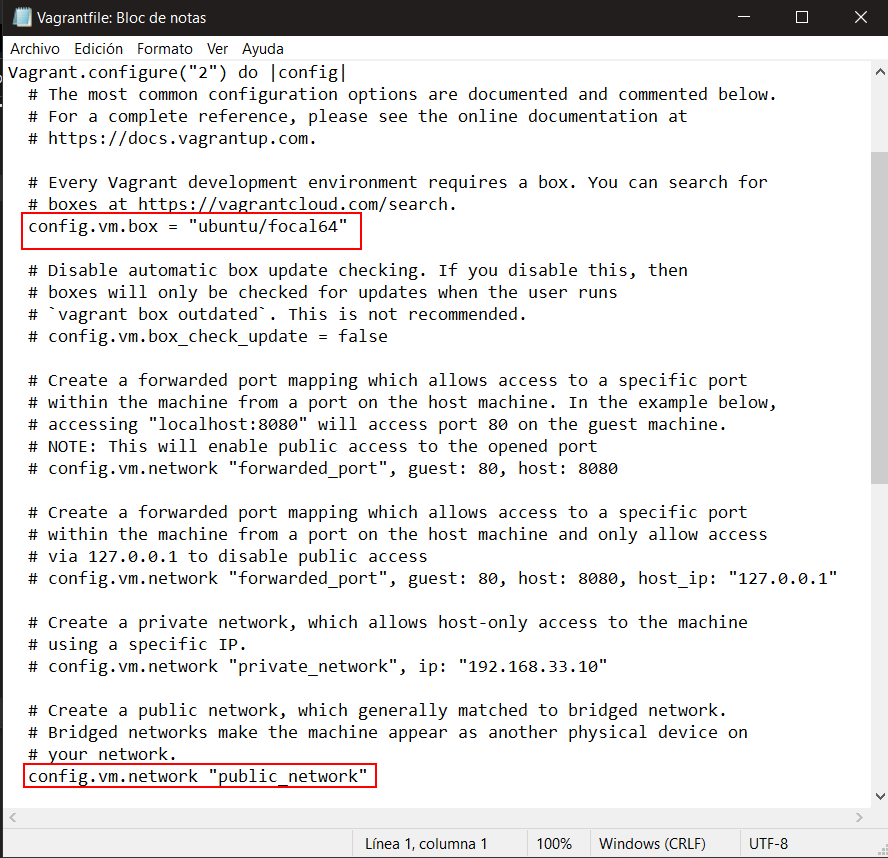 Vagrantfile: Bloc de notas
Archivo Edición Formato Ver Ayuda
Vagrant.configure("2") do |config|
  # The most common configuration options are documented and commented below.
  # For a complete reference, please see the online documentation at
  # https://docs.vagrantup.com.

  # Every Vagrant development environment requires a box. You can search for
  # boxes at https://vagrantcloud.com/search.
  config.vm.box = "ubuntu/focal64"

  # Disable automatic box update checking. If you disable this, then
  # boxes will only be checked for updates when the user runs
  # `vagrant box outdated`. This is not recommended.
  # config.vm.box_check_update = false

  # Create a forwarded port mapping which allows access to a specific port
  # within the machine from a port on the host machine. In the example below,
  # accessing "localhost:8080" will access port 80 on the guest machine.
  # NOTE: This will enable public access to the opened port
  # config.vm.network "forwarded_port", guest: 80, host: 8080

  # Create a forwarded port mapping which allows access to a specific port
  # within the machine from a port on the host machine and only allow access
  # via 127.0.0.1 to disable public access
  # config.vm.network "forwarded_port", guest: 80, host: 8080, host_ip: "127.0.0.1"

  # Create a private network, which allows host-only access to the machine
  # using a specific IP.
  # config.vm.network "private_network", ip: "192.168.33.10"

  # Create a public network, which generally matched to bridged network.
  # Bridged networks make the machine appear as another physical device on
  # your network.
  config.vm.network "public_network"
Línea 1, columna 1 100% Windows (CRLF) UTF-8